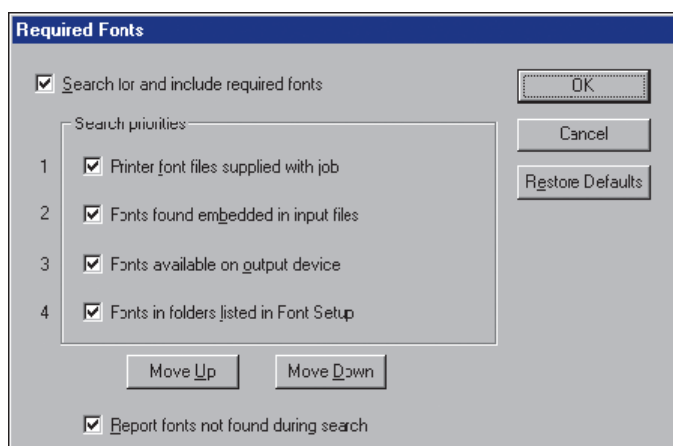 Required Fonts
Search for and include required fonts
OK
Search priorities
Cancel
1 Printer font files supplied with job
Restore Defaults
2 Fonts found embedded in input files
3 Fonts available on output device
4 Fonts in folders listed in Font Setup
Move Up Move Down
Report fonts not found during search